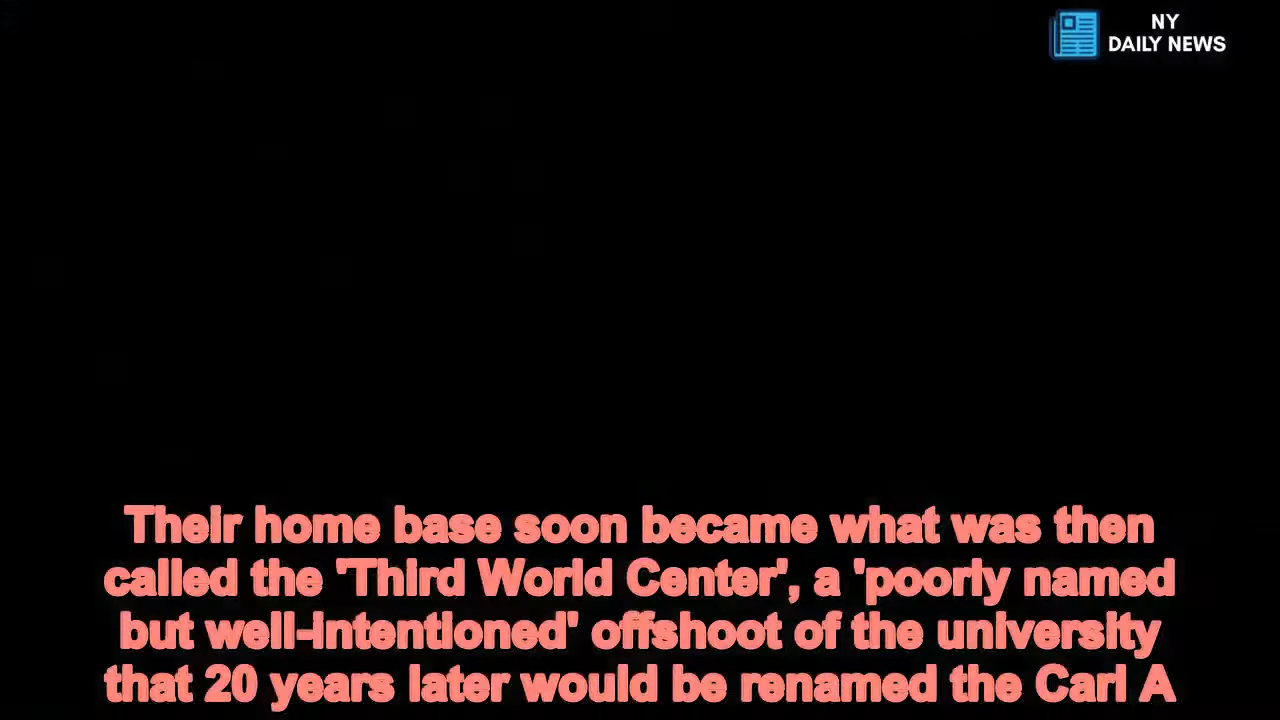 NY
DAILY NEWS
Their home base soon became what was then
called the 'Third World Center', a 'poorly named
but well-intentioned' offshoot of the university
that 20 years later would be renamed the Carl A